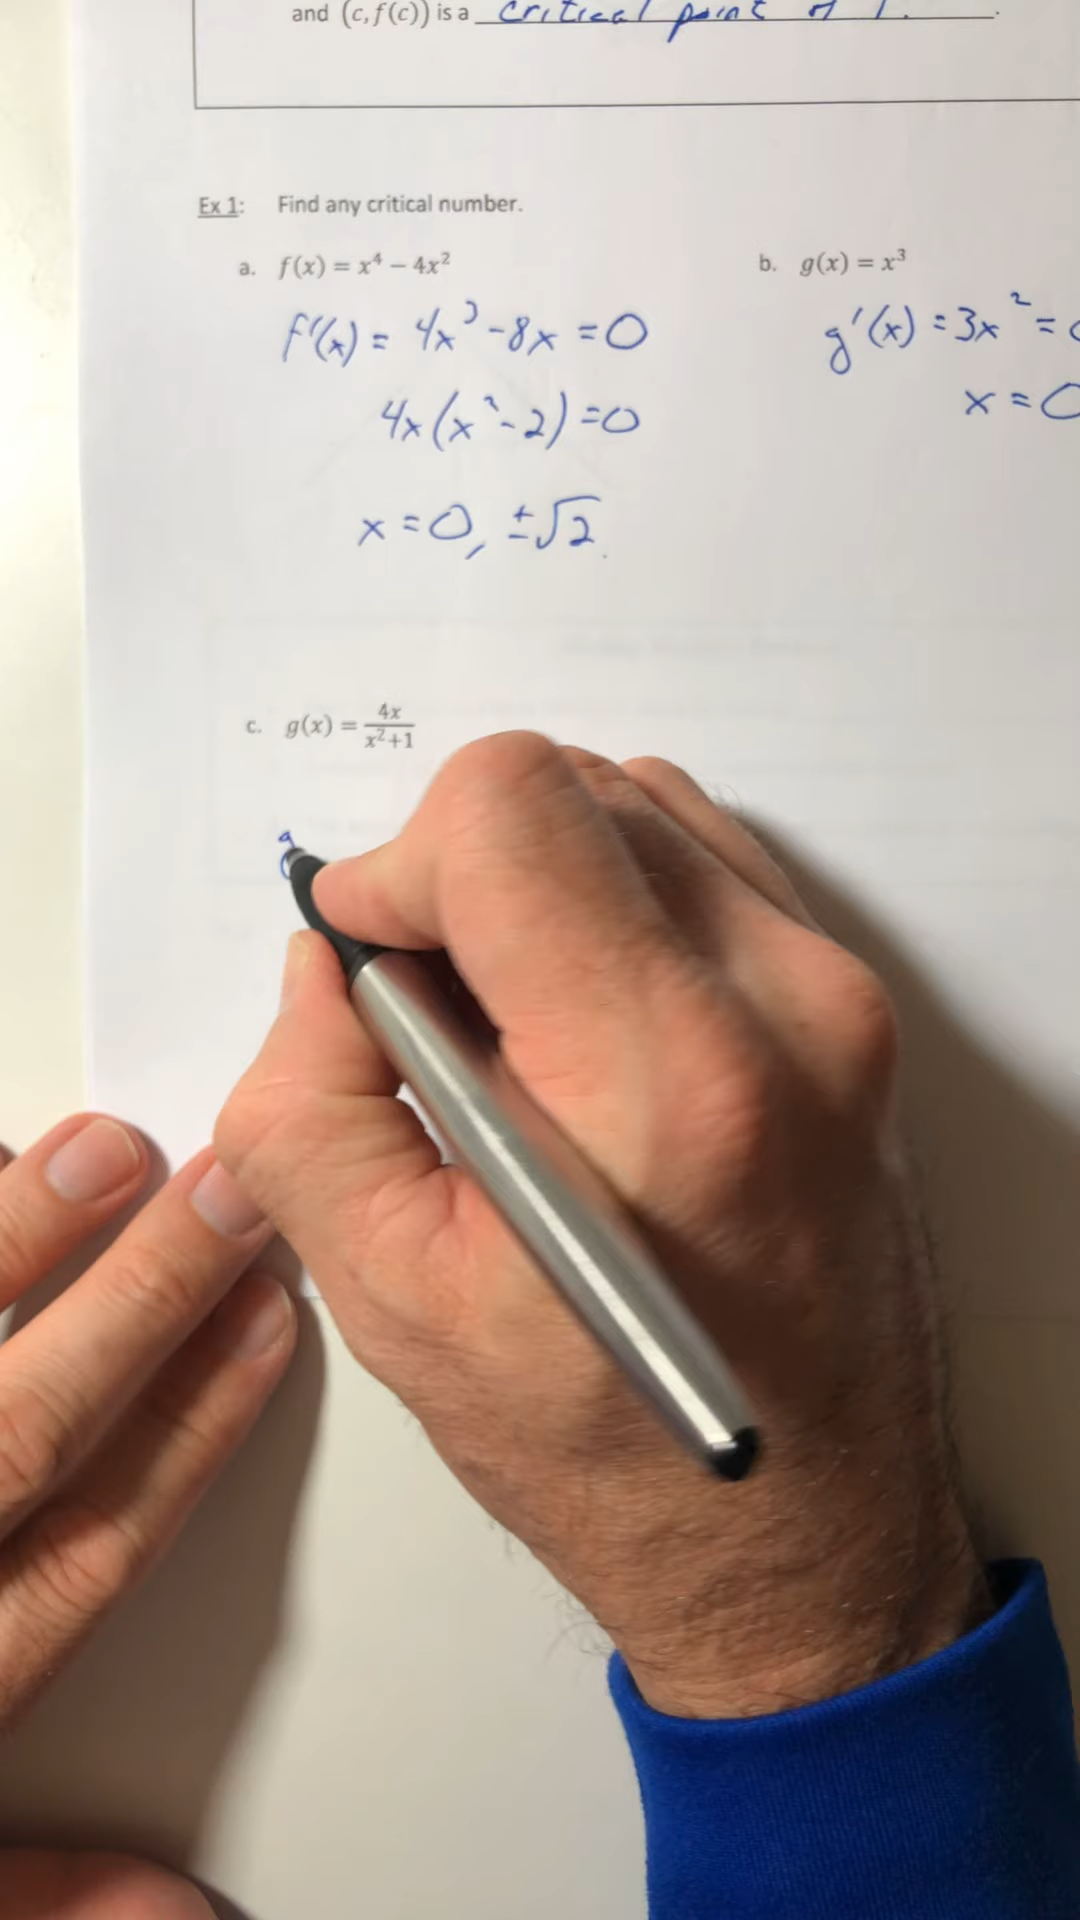 and (c, f(c)) is a critical point of
Ex 1: Find any critical number.
a. f(x) = x⁴ – 4x²
f'(x) = 4x³ - 8x = 0
4x(x² - 2) = 0
x = 0, ±√2
b. g(x) = x³
g'(x) = 3x² =
x = 0
c. g(x) = 4x/(x²+1)
g